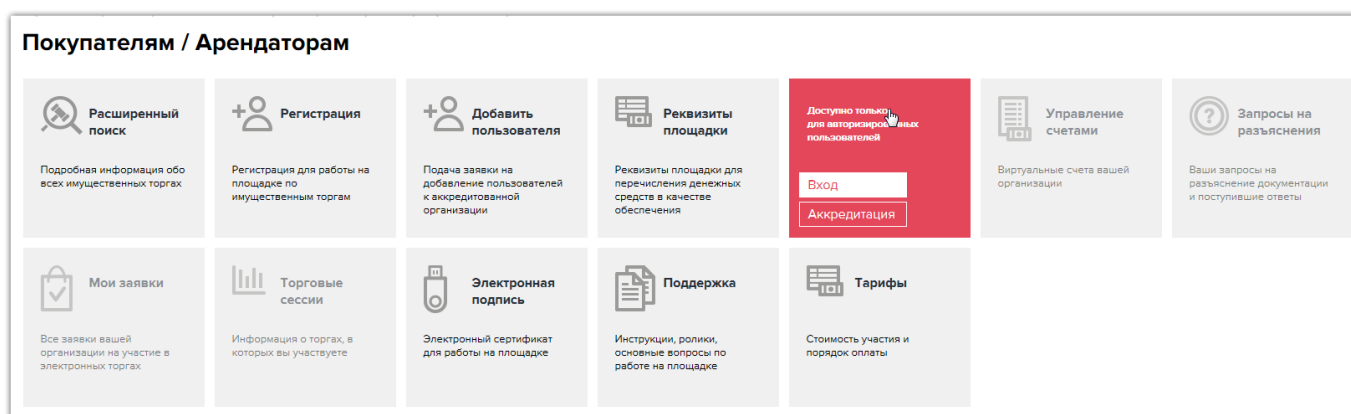 Покупателям / Арендаторам
Расширенный
поиск
Подробная информация обо
всех имущественных торгах
Регистрация
Регистрация для работы на
площадке по
имущественным торгам
Добавить
пользователя
Подача заявки на
добавление пользователей
к аккредитованной
организации
Реквизиты
площадки
Реквизиты площадки для
перечисления денежных
средств в качестве
обеспечения
Доступно только
для авторизированных
пользователей
Вход
Аккредитация
Управление
счетами
Виртуальные счета вашей
организации
Запросы на
разъяснения
Ваши запросы на
разъяснение документации
и поступившие ответы
Мои заявки
Все заявки вашей
организации на участие в
электронных торгах
Торговые
сессии
Информация о торгах, в
которых вы участвуете
Электронная
подпись
Электронный сертификат
для работы на площадке
Поддержка
Инструкции, ролики,
основные вопросы по
работе на площадке
Тарифы
Стоимость участия и
порядок оплаты